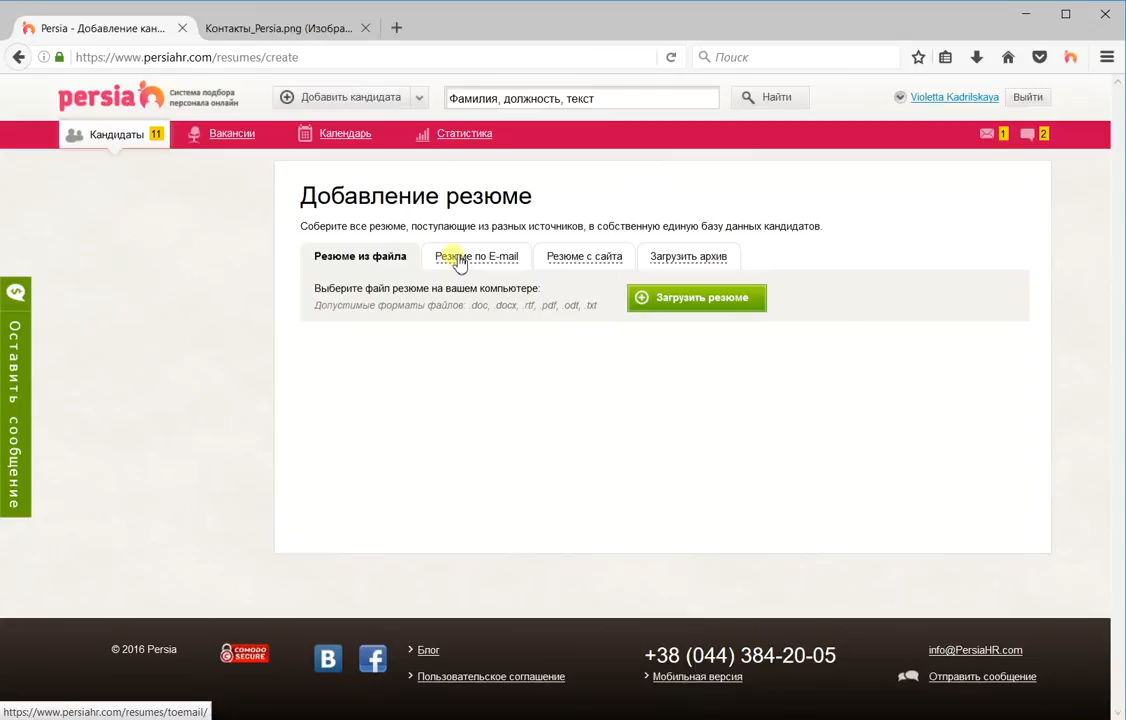 Persia - Добавление кан...
Контакты_Persia.png (Изобра...
https://www.persiahr.com/resumes/create
Поиск
persia
Система подбора
персонала онлайн
Добавить кандидата
Фамилия, должность, текст
Найти
Violetta Kadrilskaya
Выйти
Кандидаты 11
Вакансии
Календарь
Статистика
1
2
Добавление резюме
Соберите все резюме, поступающие из разных источников, в собственную единую базу данных кандидатов.
Резюме из файла
Резюме по E-mail
Резюме с сайта
Загрузить архив
Выберите файл резюме на вашем компьютере:
Допустимые форматы файлов: .doc, .docx, .rtf, .pdf, .odt, .txt
Загрузить резюме
Оставить сообщение
© 2016 Persia
COMODO
SECURE
B
f
Блог
Пользовательское соглашение
+38 (044) 384-20-05
Мобильная версия
info@PersiaHR.com
Отправить сообщение
https://www.persiahr.com/resumes/toemail/